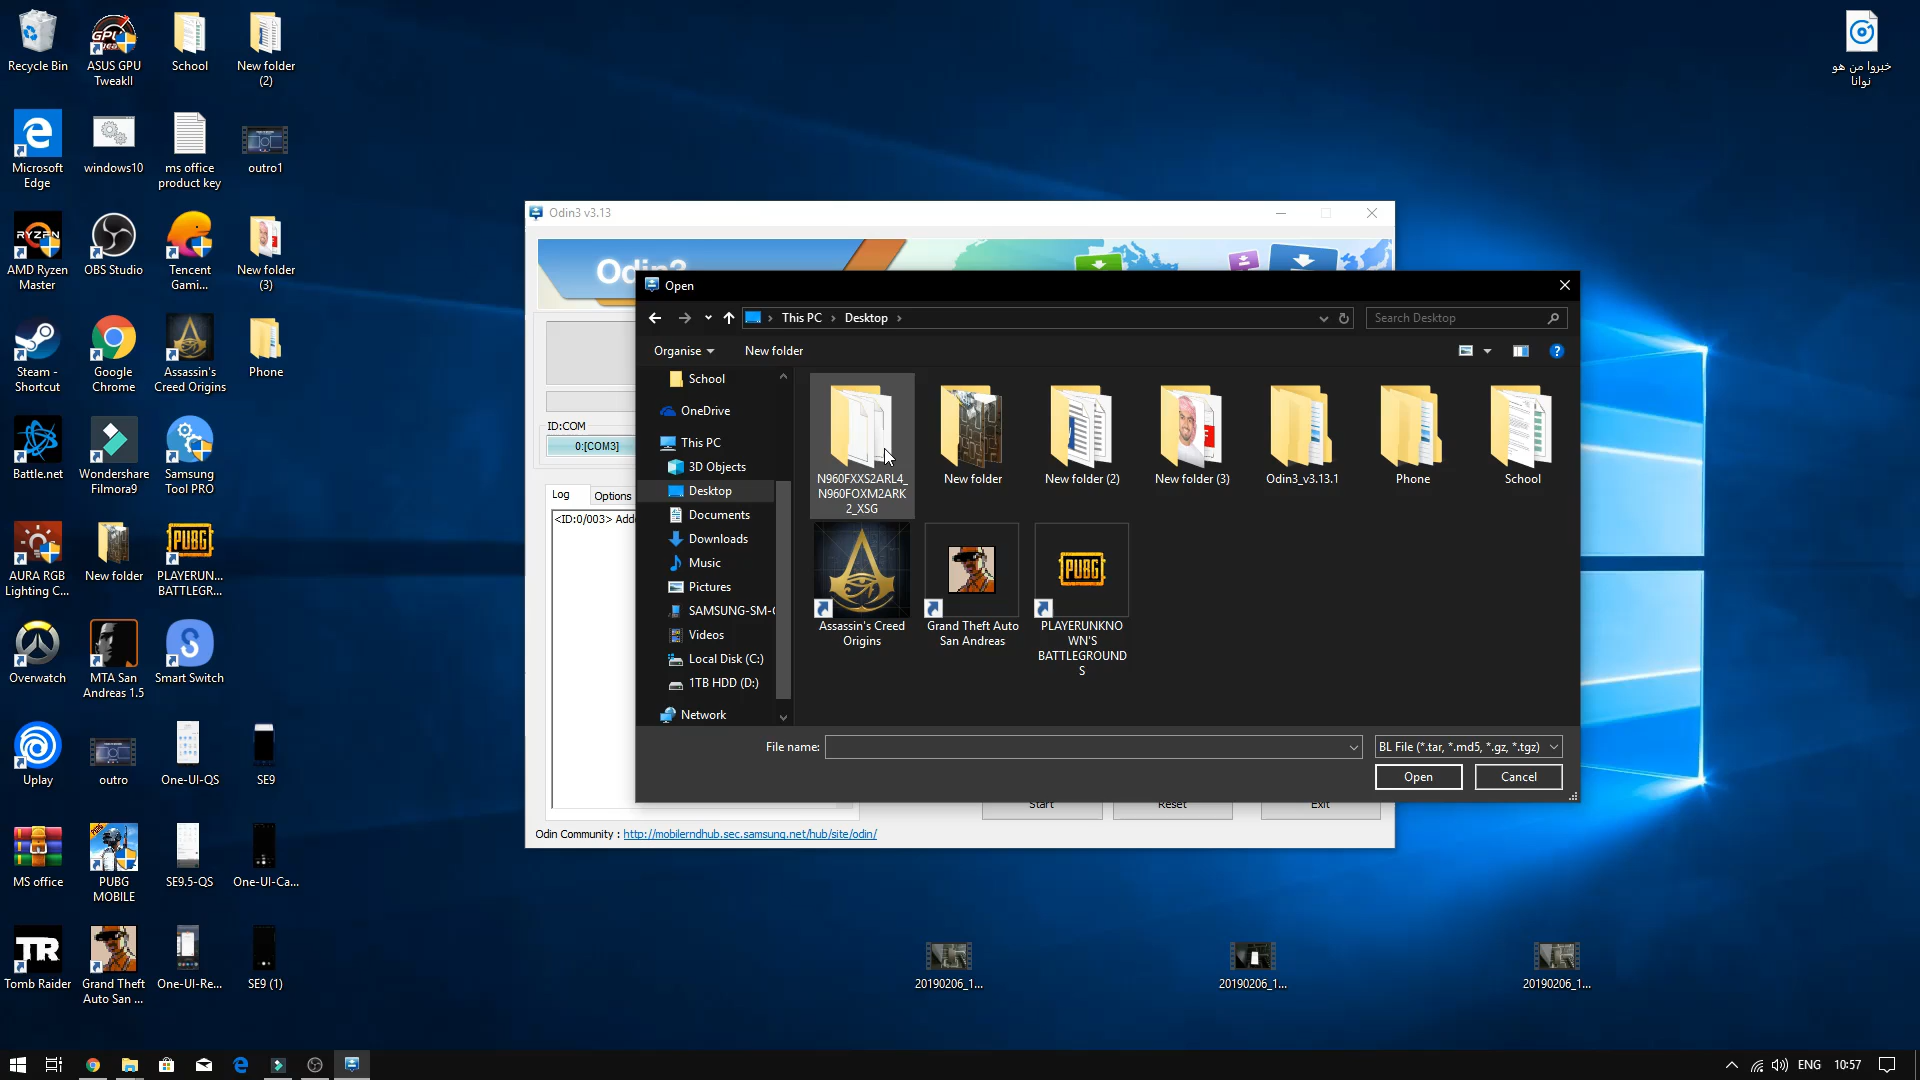 Recycle Bin
ASUS GPU
TweakII
School
New folder
(2)
Microsoft
Edge
windows10
ms office
product key
outro1
AMD Ryzen
Master
OBS Studio
Tencent
Gami...
New folder
(3)
Steam -
Shortcut
Google
Chrome
Assassin's
Creed Origins
Phone
Battle.net
Wondershare
Filmora9
Samsung
Tool PRO
AURA RGB
Lighting C...
New folder
PLAYERUN...
BATTLEGR...
Overwatch
MTA San
Andreas 1.5
Smart Switch
Uplay
outro
One-UI-QS
SE9
MS office
PUBG
MOBILE
SE9.5-QS
One-UI-Ca...
Tomb Raider
Grand Theft
Auto San ...
One-UI-Re...
SE9 (1)
خبروا من هو
نوانا
Odin3 v3.13
Odin3
ID:COM
0:[COM3]
Log
Options
<ID:0/003> Adde
Open
This PC
Desktop
Search Desktop
Organise
New folder
School
OneDrive
This PC
3D Objects
Desktop
Documents
Downloads
Music
Pictures
SAMSUNG-SM-G
Videos
Local Disk (C:)
1TB HDD (D:)
Network
N960FXXS2ARL4_
N960FOXM2ARK
2_XSG
New folder
New folder (2)
New folder (3)
Odin3_v3.13.1
Phone
School
Assassin's Creed
Origins
Grand Theft Auto
San Andreas
PUBG
PLAYERUNKNO
WN'S
BATTLEGROUND
S
File name:
BL File (*.tar, *.md5, *.gz, *.tgz)
Open
Cancel
Start
Reset
Exit
Odin Community : http://mobilerndhub.sec.samsung.net/hub/site/odin/
20190206_1...
20190206_1...
20190206_1...
ENG
10:57